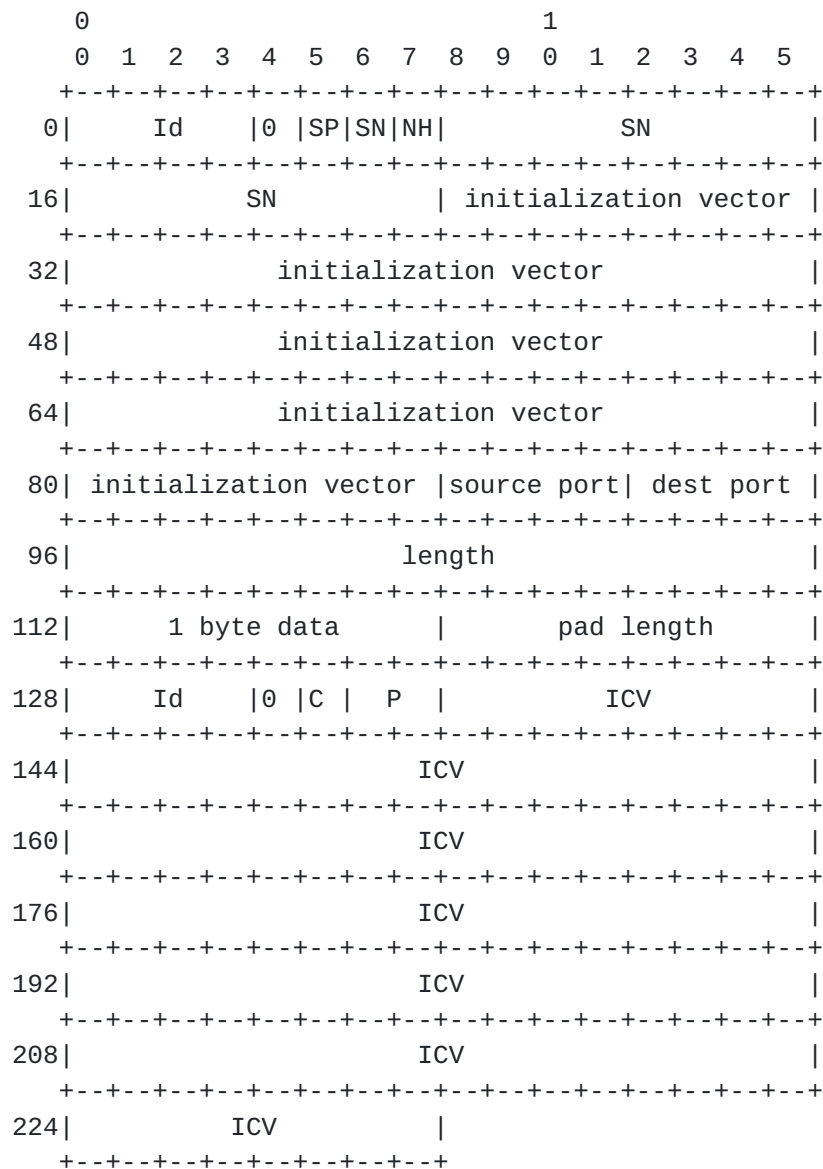 0                             1
      0  1  2  3  4  5  6  7  8  9  0  1  2  3  4  5
     +--+--+--+--+--+--+--+--+--+--+--+--+--+--+--+--+
    0|     Id    |0 |SP|SN|NH|           SN          |
     +--+--+--+--+--+--+--+--+--+--+--+--+--+--+--+--+
   16|           SN          | initialization vector |
     +--+--+--+--+--+--+--+--+--+--+--+--+--+--+--+--+
   32|             initialization vector             |
     +--+--+--+--+--+--+--+--+--+--+--+--+--+--+--+--+
   48|             initialization vector             |
     +--+--+--+--+--+--+--+--+--+--+--+--+--+--+--+--+
   64|             initialization vector             |
     +--+--+--+--+--+--+--+--+--+--+--+--+--+--+--+--+
   80| initialization vector |source port| dest port |
     +--+--+--+--+--+--+--+--+--+--+--+--+--+--+--+--+
   96|                     length                    |
     +--+--+--+--+--+--+--+--+--+--+--+--+--+--+--+--+
  112|      1 byte data      |       pad length      |
     +--+--+--+--+--+--+--+--+--+--+--+--+--+--+--+--+
  128|     Id    |0 |C |  P  |          ICV          |
     +--+--+--+--+--+--+--+--+--+--+--+--+--+--+--+--+
  144|                      ICV                      |
     +--+--+--+--+--+--+--+--+--+--+--+--+--+--+--+--+
  160|                      ICV                      |
     +--+--+--+--+--+--+--+--+--+--+--+--+--+--+--+--+
  176|                      ICV                      |
     +--+--+--+--+--+--+--+--+--+--+--+--+--+--+--+--+
  192|                      ICV                      |
     +--+--+--+--+--+--+--+--+--+--+--+--+--+--+--+--+
  208|                      ICV                      |
     +--+--+--+--+--+--+--+--+--+--+--+--+--+--+--+--+
  224|          ICV          |
     +--+--+--+--+--+--+--+--+